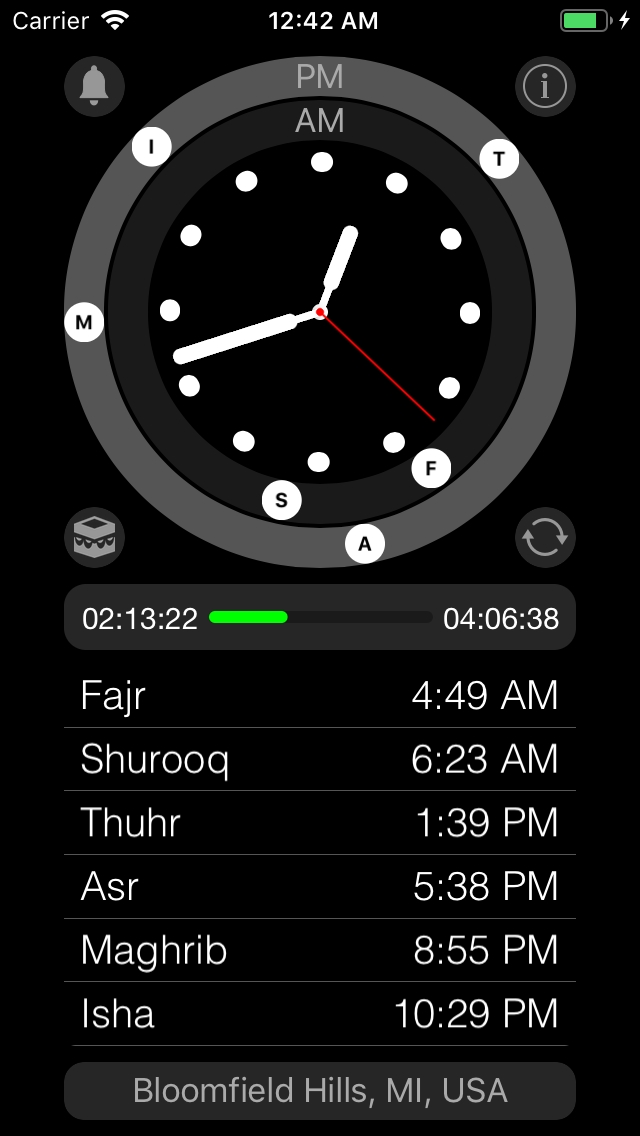 Carrier 12:42 AM
PM
AM
i
I
T
M
F
S
A
02:13:22 04:06:38
Fajr 4:49 AM
Shurooq 6:23 AM
Thuhr 1:39 PM
Asr 5:38 PM
Maghrib 8:55 PM
Isha 10:29 PM
Bloomfield Hills, MI, USA